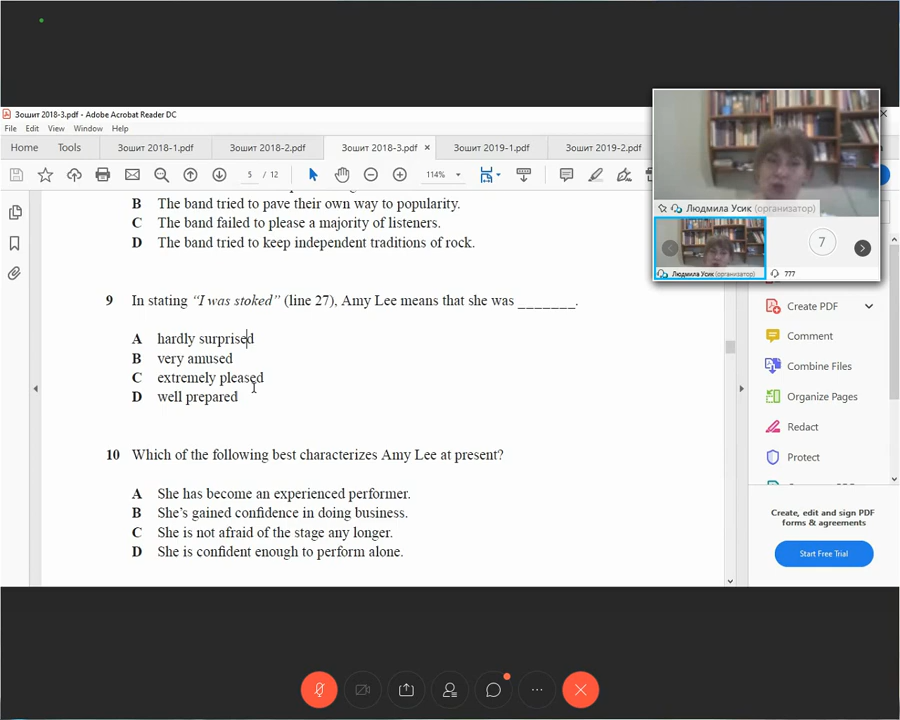 Зошит 2018-3.pdf - Adobe Acrobat Reader DC
File Edit View Window Help
Home Tools Зошит 2018-1.pdf Зошит 2018-2.pdf Зошит 2018-3.pdf × Зошит 2019-1.pdf Зошит 2019-2.pdf
5 / 12 114%
B The band tried to pave their own way to popularity.
C The band failed to please a majority of listeners.
D The band tried to keep independent traditions of rock.
9 In stating “I was stoked” (line 27), Amy Lee means that she was _______.
A hardly surprised
B very amused
C extremely pleased
D well prepared
10 Which of the following best characterizes Amy Lee at present?
A She has become an experienced performer.
B She’s gained confidence in doing business.
C She is not afraid of the stage any longer.
D She is confident enough to perform alone.
Людмила Усик (організатор)
Людмила Усик (організатор)
7
777
Create PDF
Comment
Combine Files
Organize Pages
Redact
Protect
Create, edit and sign PDF
forms & agreements
Start Free Trial